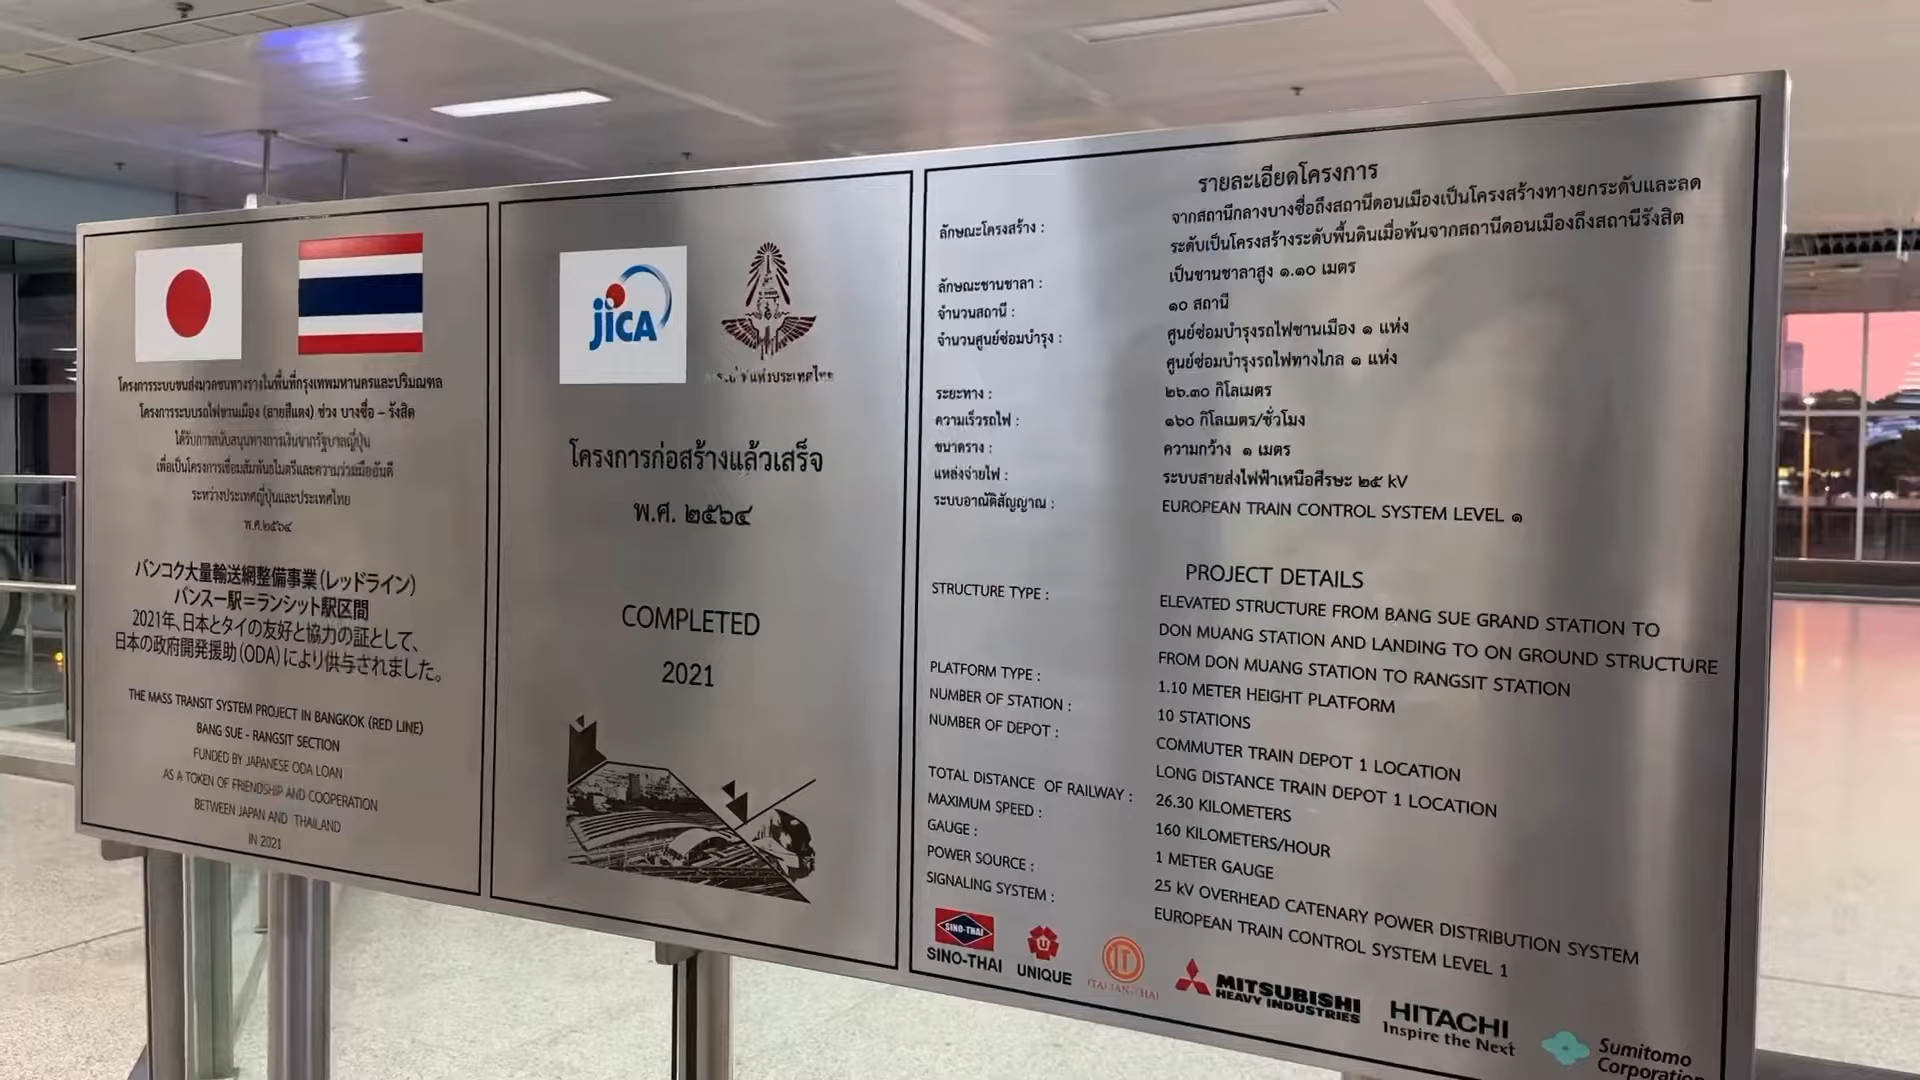 โครงการระบบขนส่งมวลชนทางรางในพื้นที่กรุงเทพมหานครและปริมณฑล
โครงการระบบรถไฟชานเมือง (สายสีแดง) ช่วง บางซื่อ – รังสิต
ได้รับการสนับสนุนทางการเงินจากรัฐบาลญี่ปุ่น
เพื่อเป็นโครงการเชื่อมสัมพันธไมตรีและความร่วมมืออันดี
ระหว่างประเทศญี่ปุ่นและประเทศไทย
พ.ศ.๒๕๖๔
バンコク大量輸送網整備事業(レッドライン)
バンスー駅=ランシット駅区間
2021年、日本とタイの友好と協力の証として、
日本の政府開発援助(ODA)により供与されました。
THE MASS TRANSIT SYSTEM PROJECT IN BANGKOK (RED LINE)
BANG SUE - RANGSIT SECTION
FUNDED BY JAPANESE ODA LOAN
AS A TOKEN OF FRIENDSHIP AND COOPERATION
BETWEEN JAPAN AND THAILAND
IN 2021
jICA
แห่งประเทศไทย
โครงการก่อสร้างแล้วเสร็จ
พ.ศ. ๒๕๖๔
COMPLETED
2021
รายละเอียดโครงการ
ลักษณะโครงสร้าง : จากสถานีกลางบางซื่อถึงสถานีดอนเมืองเป็นโครงสร้างทางยกระดับและลด
ระดับเป็นโครงสร้างระดับพื้นดินเมื่อพ้นจากสถานีดอนเมืองถึงสถานีรังสิต
ลักษณะชานชาลา : เป็นชานชาลาสูง ๑.๑๐ เมตร
จำนวนสถานี : ๑๐ สถานี
จำนวนศูนย์ซ่อมบำรุง : ศูนย์ซ่อมบำรุงรถไฟชานเมือง ๑ แห่ง
ศูนย์ซ่อมบำรุงรถไฟทางไกล ๑ แห่ง
ระยะทาง : ๒๖.๓๐ กิโลเมตร
ความเร็วรถไฟ : ๑๖๐ กิโลเมตร/ชั่วโมง
ขนาดราง : ความกว้าง ๑ เมตร
แหล่งจ่ายไฟ : ระบบสายส่งไฟฟ้าเหนือศีรษะ ๒๕ kV
ระบบอาณัติสัญญาณ : EUROPEAN TRAIN CONTROL SYSTEM LEVEL ๑
PROJECT DETAILS
STRUCTURE TYPE : ELEVATED STRUCTURE FROM BANG SUE GRAND STATION TO
DON MUANG STATION AND LANDING TO ON GROUND STRUCTURE
FROM DON MUANG STATION TO RANGSIT STATION
PLATFORM TYPE : 1.10 METER HEIGHT PLATFORM
NUMBER OF STATION : 10 STATIONS
NUMBER OF DEPOT : COMMUTER TRAIN DEPOT 1 LOCATION
LONG DISTANCE TRAIN DEPOT 1 LOCATION
TOTAL DISTANCE OF RAILWAY : 26.30 KILOMETERS
MAXIMUM SPEED : 160 KILOMETERS/HOUR
GAUGE : 1 METER GAUGE
POWER SOURCE : 25 kV OVERHEAD CATENARY POWER DISTRIBUTION SYSTEM
SIGNALING SYSTEM : EUROPEAN TRAIN CONTROL SYSTEM LEVEL 1
SINO-THAI
SINO-THAI
UNIQUE
ITALIAN-THAI
MITSUBISHI
HEAVY INDUSTRIES
HITACHI
Inspire the Next
Sumitomo
Corporation